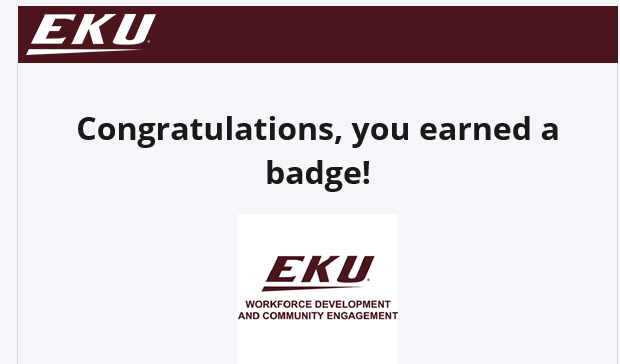 EKU
Congratulations, you earned a
badge!
EKU
WORKFORCE DEVELOPMENT
AND COMMUNITY ENGAGEMENT